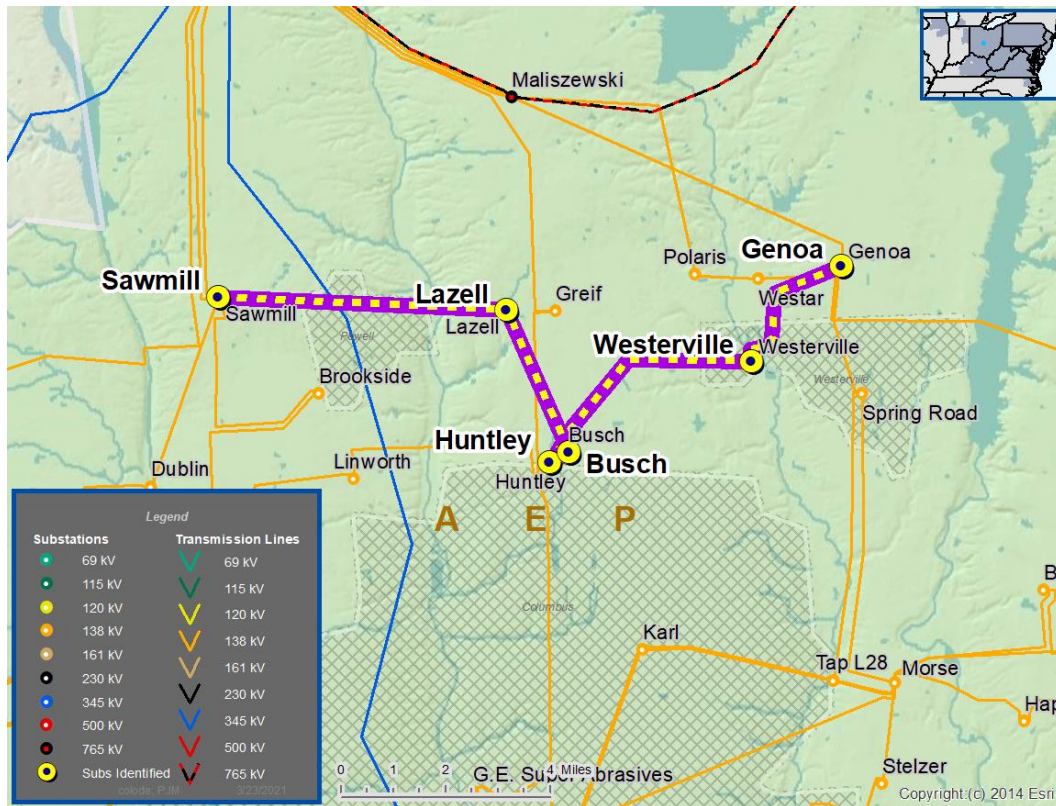 Maliszewski
Polaris
Genoa
Genoa
Sawmill
Sawmill
Lazell
Lazell
Greif
Westar
Powell
Westerville
Westerville
Westerville
Brookside
Spring Road
Huntley
Huntley
Busch
Busch
Dublin
Linworth
A E P
Columbus
Karl
Tap L28
Morse
B
Hap
Stelzer
G.E. Super Abrasives
Legend
Substations
69 kV
115 kV
120 kV
138 kV
161 kV
230 kV
345 kV
500 kV
765 kV
Subs Identified
Transmission Lines
69 kV
115 kV
120 kV
138 kV
161 kV
230 kV
345 kV
500 kV
765 kV
3/23/2021
0 1 2 4 Miles
Copyright:(c) 2014 Esri